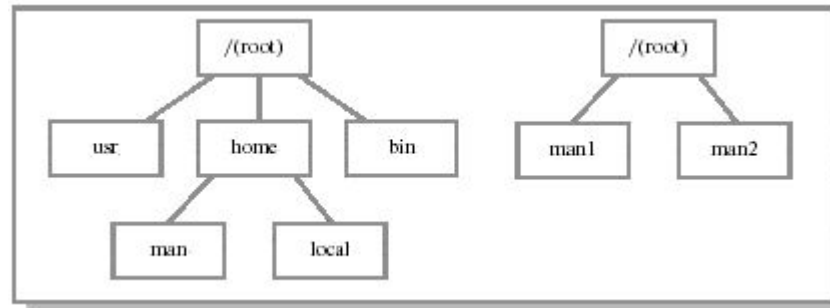 /(root) /(root)
usr home bin man1 man2
man local